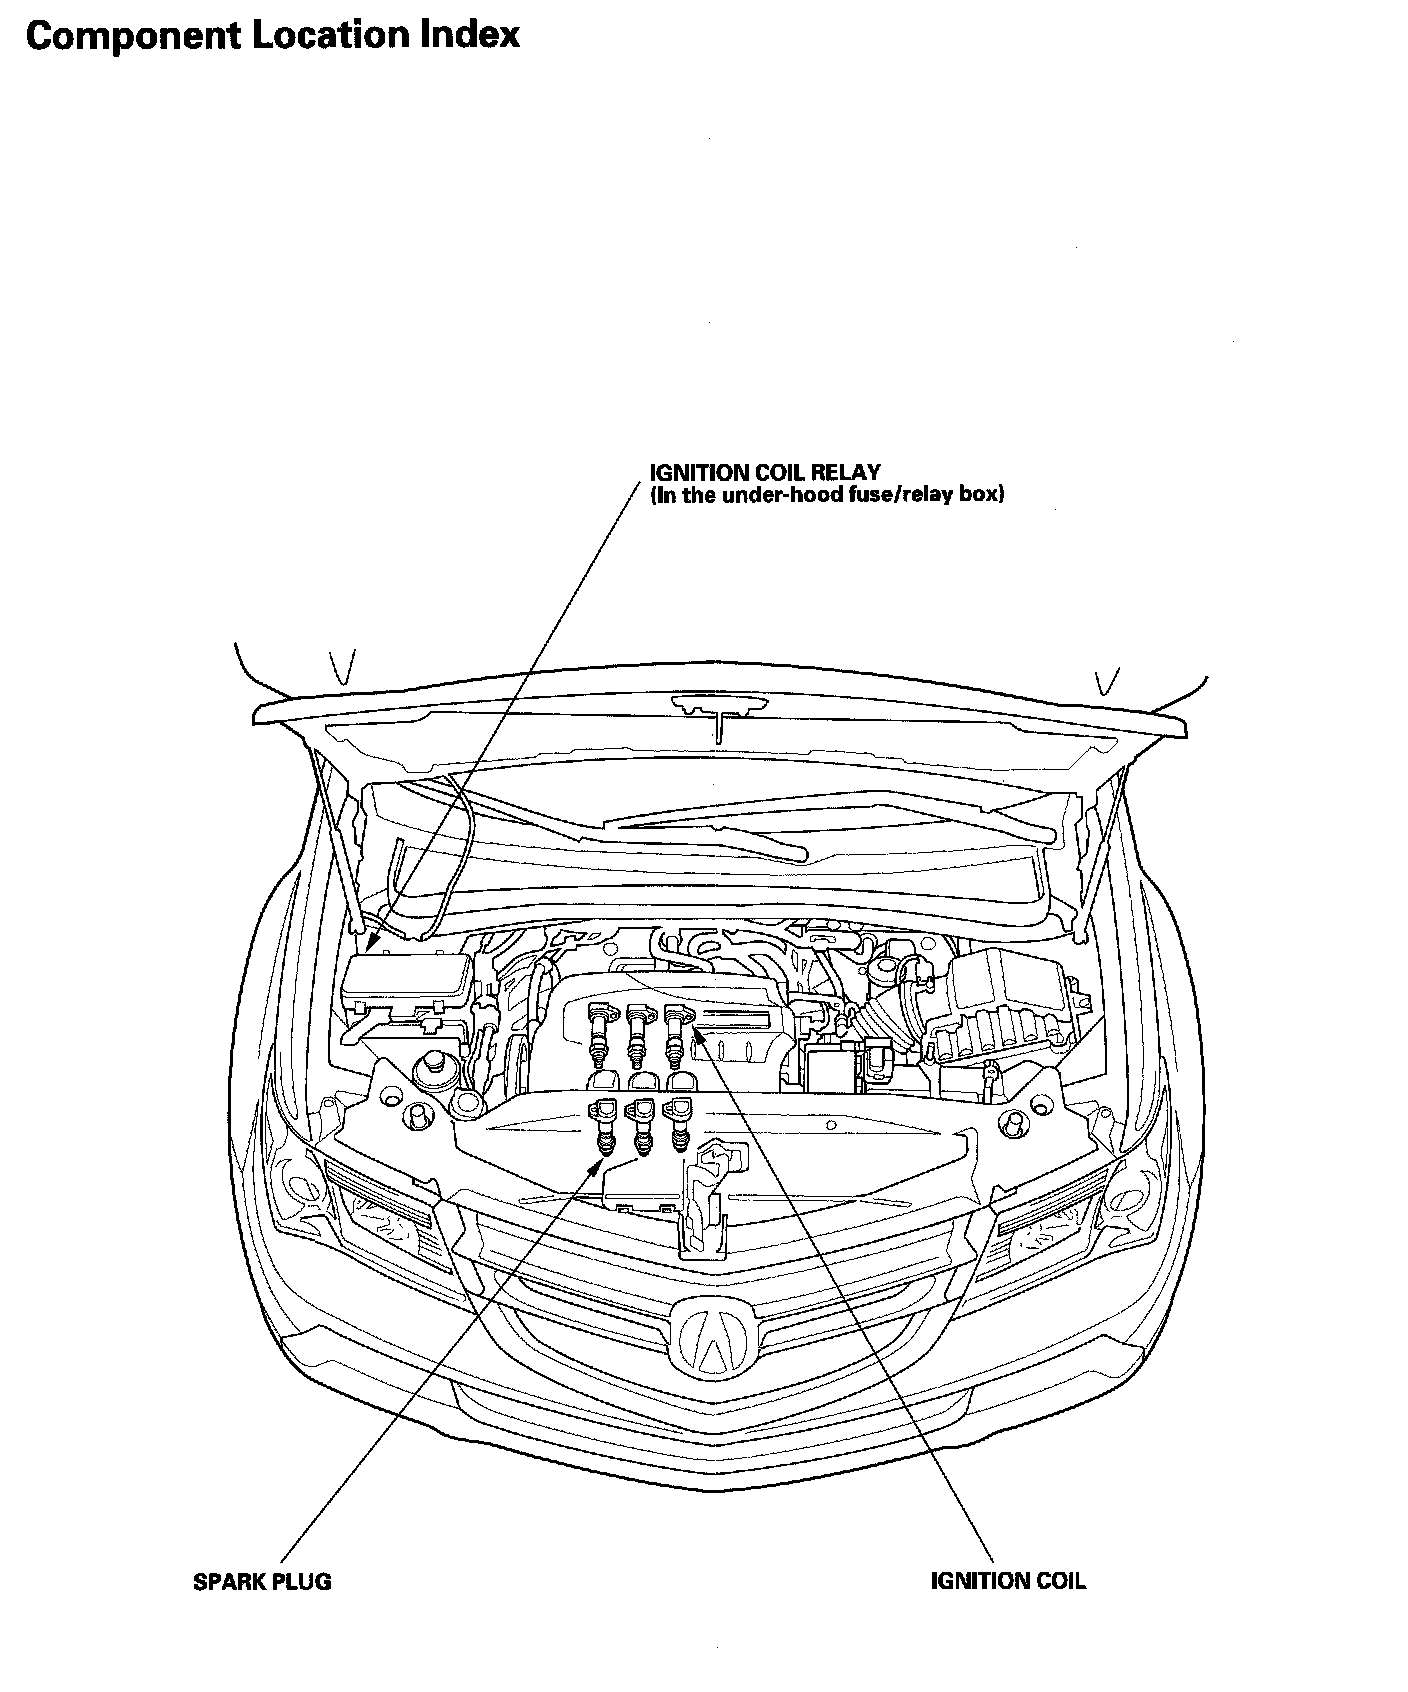 Component Location Index
IGNITION COIL RELAY
(In the under-hood fuse/relay box)
SPARK PLUG
IGNITION COIL